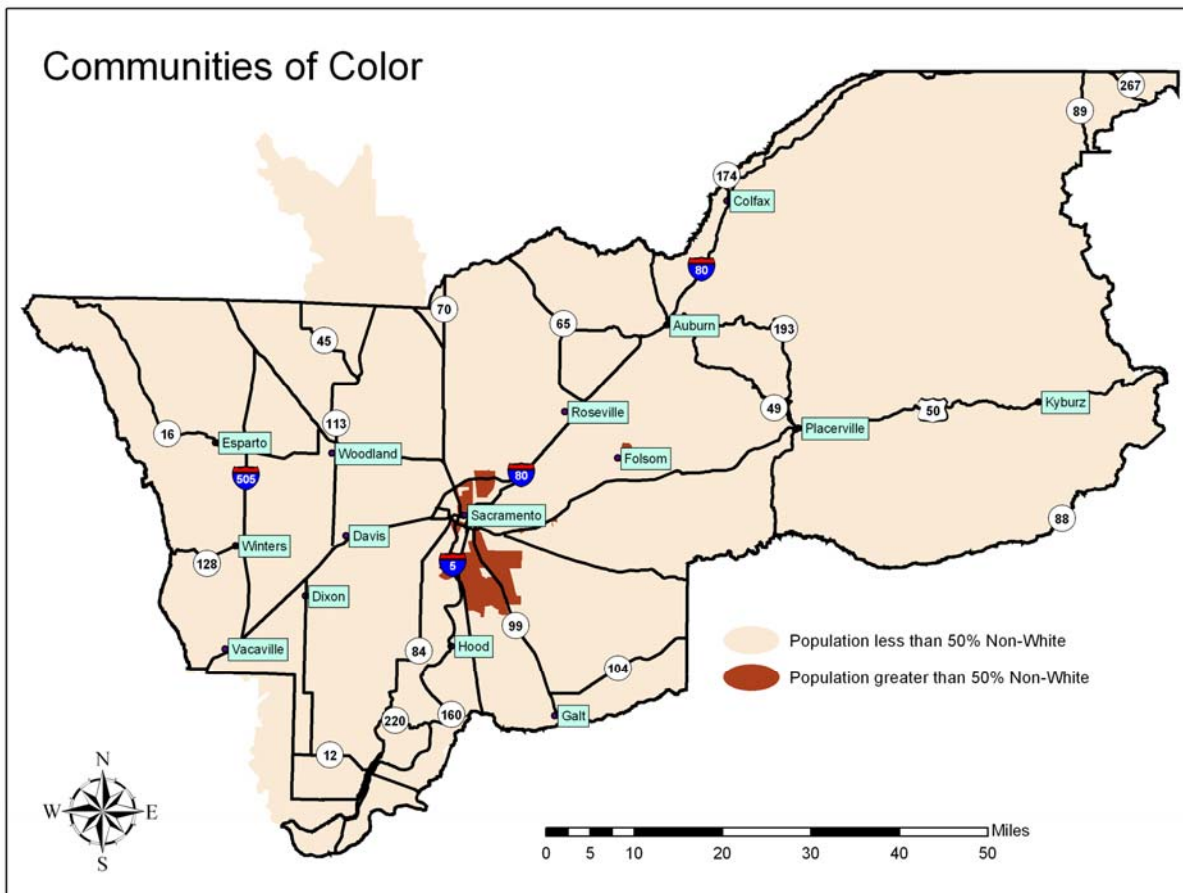 Communities of Color
267
89
174
Colfax
80
70
65
Auburn
193
45
Kyburz
50
Roseville
49
113
Placerville
16
Esparto
Woodland
Folsom
505
80
Sacramento
88
Davis
Winters
128
5
Dixon
99
Population less than 50% Non-White
Vacaville
84
Hood
104
Population greater than 50% Non-White
220
160
Galt
12
N
W E
S
Miles
0 5 10 20 30 40 50